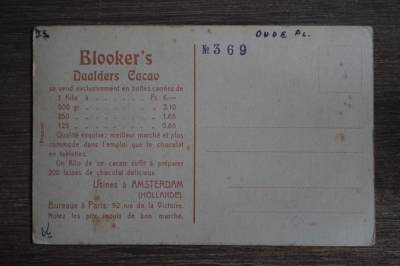 OUDE PL.
№ 369
Blooker's
Daalders Cacao
se vend exclusivement en boîtes carrées de
1 Kilo à . . . . . . . Fr. 6.—
500 gr. . . . . . . . 3.10
250 . . . . . . . 1.65
125 . . . . . . . 0.85
Qualité exquise; meilleur marché et plus
commode dans l'emploi que le chocolat
en tablettes.
Un Kilo de ce cacao suffit à préparer
200 tasses de chocolat délicieux.
Usines à AMSTERDAM
(HOLLANDE).
Bureaux à Paris: 92 rue de la Victoire.
Notez les prix inouïs de bon marché.